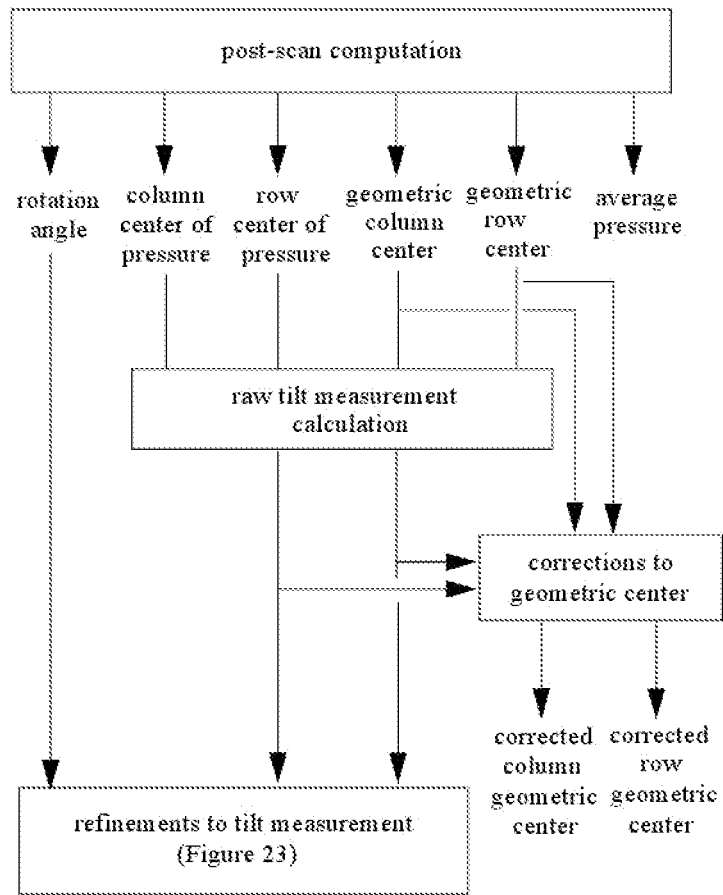 post-scan computation
rotation
angle
column
center of
pressure
row
center of
pressure
geometric
column
center
geometric
row
center
average
pressure
raw tilt measurement
calculation
corrections to
geometric center
corrected
column
geometric
center
corrected
row
geometric
center
refinements to tilt measurement
(Figure 23)